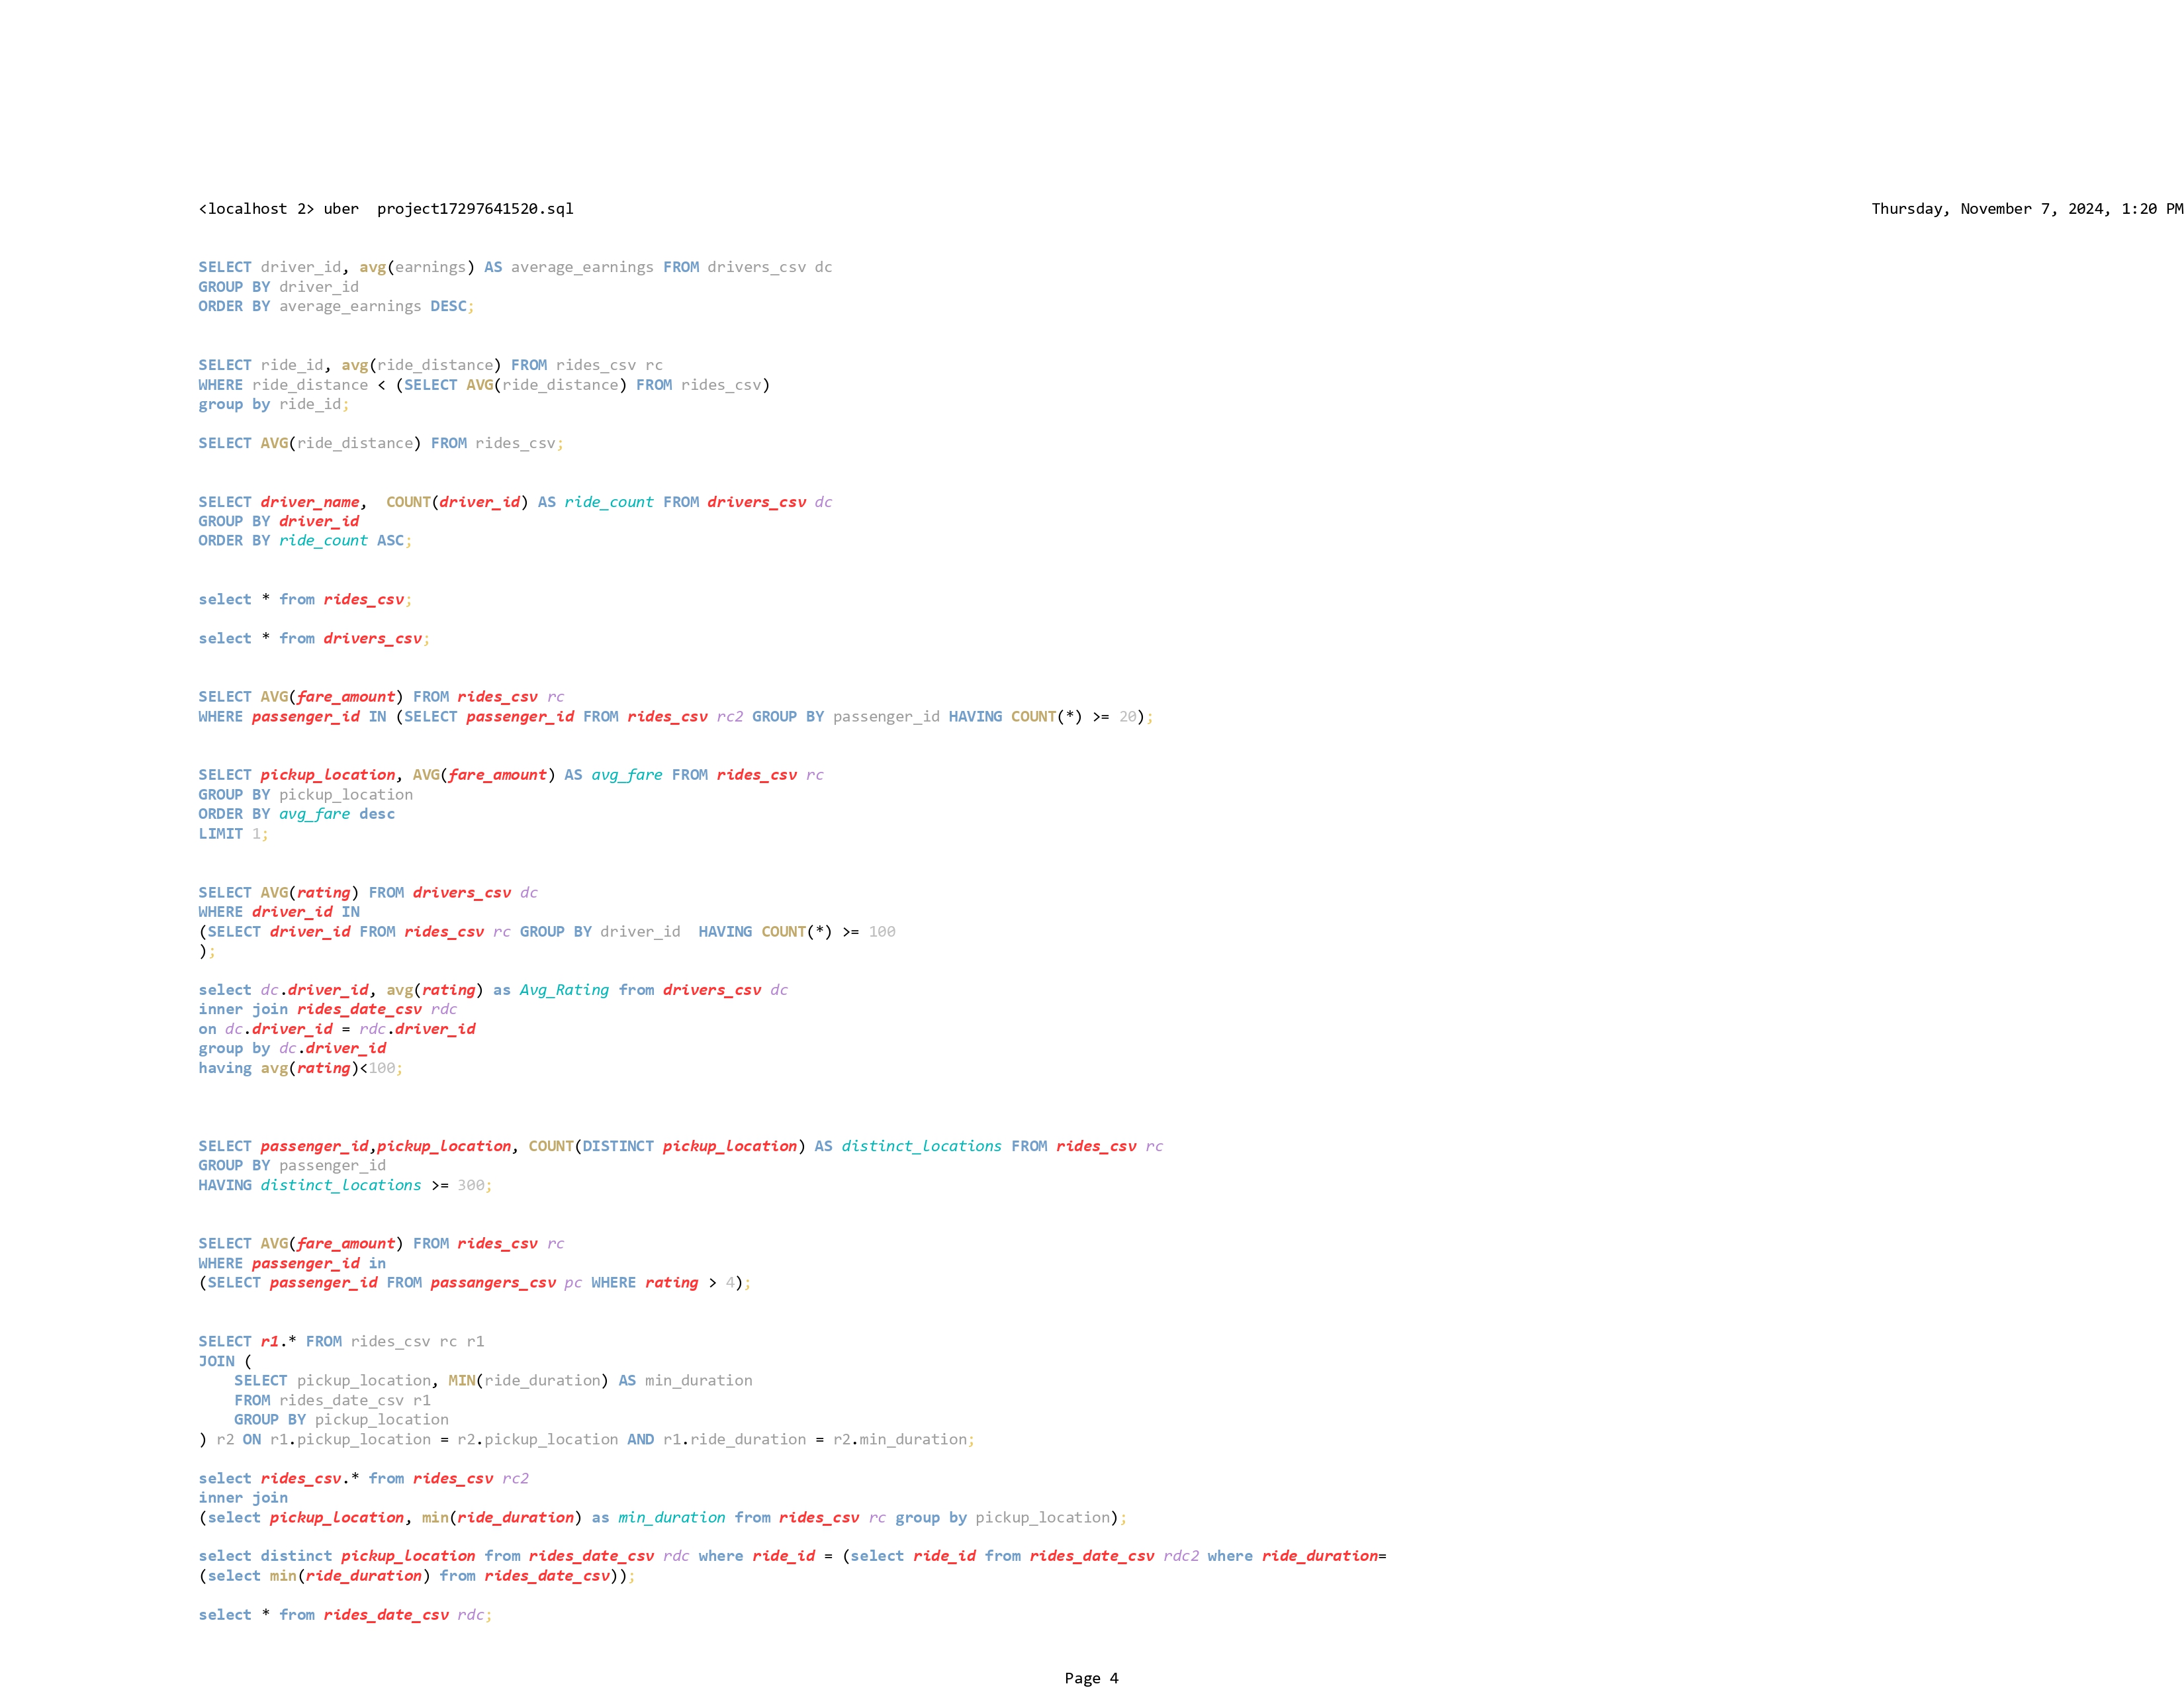 <localhost 2> uber  project17297641520.sql
Thursday, November 7, 2024, 1:20 PM
SELECT driver_id, avg(earnings) AS average_earnings FROM drivers_csv dc
GROUP BY driver_id
ORDER BY average_earnings DESC;
SELECT ride_id, avg(ride_distance) FROM rides_csv rc
WHERE ride_distance < (SELECT AVG(ride_distance) FROM rides_csv)
group by ride_id;
SELECT AVG(ride_distance) FROM rides_csv;
SELECT driver_name,  COUNT(driver_id) AS ride_count FROM drivers_csv dc
GROUP BY driver_id
ORDER BY ride_count ASC;
select * from rides_csv;
select * from drivers_csv;
SELECT AVG(fare_amount) FROM rides_csv rc
WHERE passenger_id IN (SELECT passenger_id FROM rides_csv rc2 GROUP BY passenger_id HAVING COUNT(*) >= 20);
SELECT pickup_location, AVG(fare_amount) AS avg_fare FROM rides_csv rc
GROUP BY pickup_location
ORDER BY avg_fare desc
LIMIT 1;
SELECT AVG(rating) FROM drivers_csv dc
WHERE driver_id IN
(SELECT driver_id FROM rides_csv rc GROUP BY driver_id  HAVING COUNT(*) >= 100
);
select dc.driver_id, avg(rating) as Avg_Rating from drivers_csv dc
inner join rides_date_csv rdc
on dc.driver_id = rdc.driver_id
group by dc.driver_id
having avg(rating)<100;
SELECT passenger_id,pickup_location, COUNT(DISTINCT pickup_location) AS distinct_locations FROM rides_csv rc
GROUP BY passenger_id
HAVING distinct_locations >= 300;
SELECT AVG(fare_amount) FROM rides_csv rc
WHERE passenger_id in
(SELECT passenger_id FROM passangers_csv pc WHERE rating > 4);
SELECT r1.* FROM rides_csv rc r1
JOIN (
    SELECT pickup_location, MIN(ride_duration) AS min_duration
    FROM rides_date_csv r1
    GROUP BY pickup_location
) r2 ON r1.pickup_location = r2.pickup_location AND r1.ride_duration = r2.min_duration;
select rides_csv.* from rides_csv rc2
inner join
(select pickup_location, min(ride_duration) as min_duration from rides_csv rc group by pickup_location);
select distinct pickup_location from rides_date_csv rdc where ride_id = (select ride_id from rides_date_csv rdc2 where ride_duration=
(select min(ride_duration) from rides_date_csv));
select * from rides_date_csv rdc;
Page 4